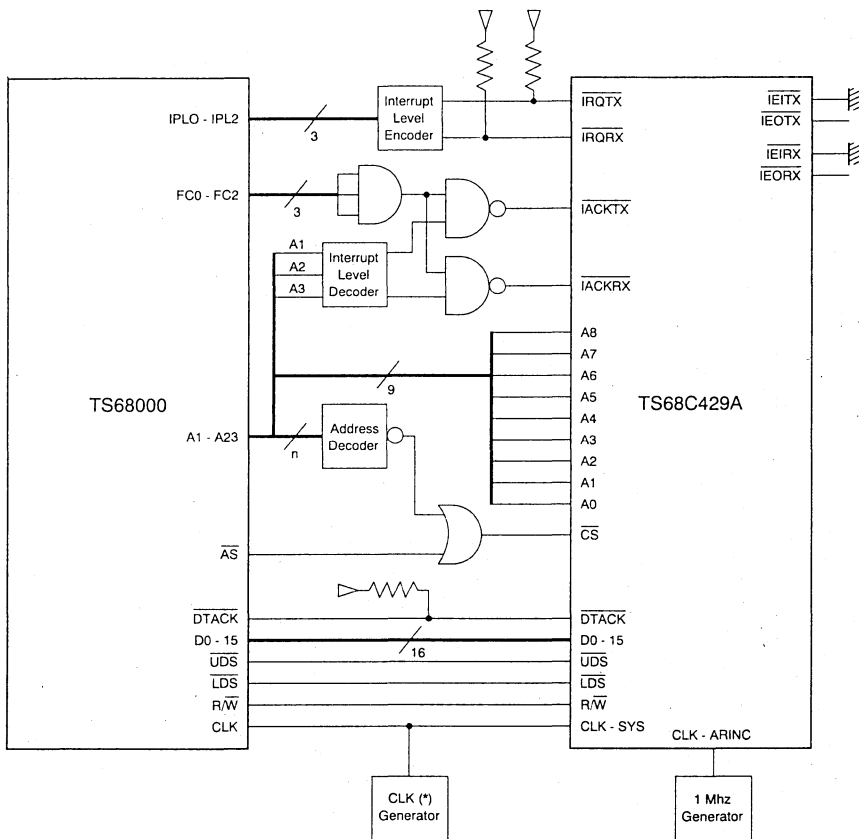 TS68000
IPL0 - IPL2
3
FC0 - FC2
3
A1 - A23
n
AS
DTACK
D0 - 15
16
UDS
LDS
R/W
CLK
Interrupt
Level
Encoder
A1
A2
A3
Interrupt
Level
Decoder
9
Address
Decoder
CLK (*)
Generator
TS68C429A
IRQTX
IRQRX
IACKTX
IACKRX
A8
A7
A6
A5
A4
A3
A2
A1
A0
CS
DTACK
D0 - 15
UDS
LDS
R/W
CLK - SYS
CLK - ARINC
IEITX
IEOTX
IEIRX
IEORX
1 Mhz
Generator